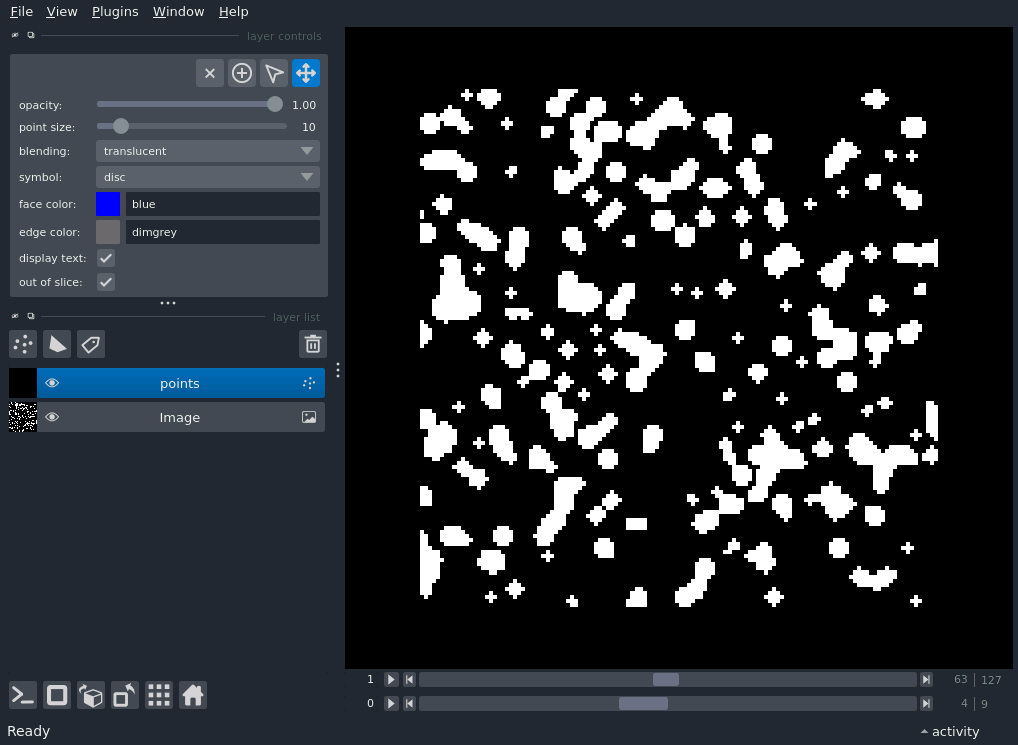 File View Plugins Window Help
layer controls
opacity: 1.00
point size: 10
blending: translucent
symbol: disc
face color: blue
edge color: dimgrey
display text:
out of slice:
layer list
points
Image
1 63 127
0 4 9
Ready activity